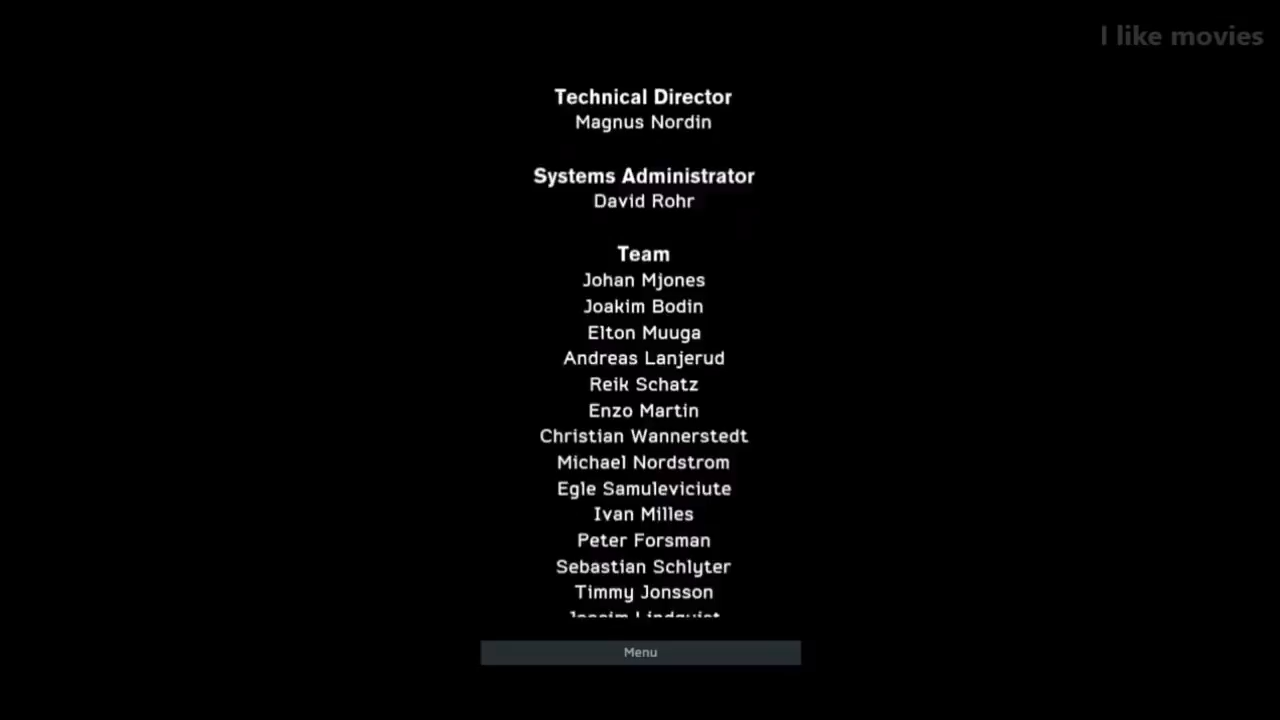 I like movies
Technical Director
Magnus Nordin
Systems Administrator
David Rohr
Team
Johan Mjones
Joakim Bodin
Elton Muuga
Andreas Lanjerud
Reik Schatz
Enzo Martin
Christian Wannerstedt
Michael Nordstrom
Egle Samuleviciute
Ivan Milles
Peter Forsman
Sebastian Schlyter
Timmy Jonsson
Menu